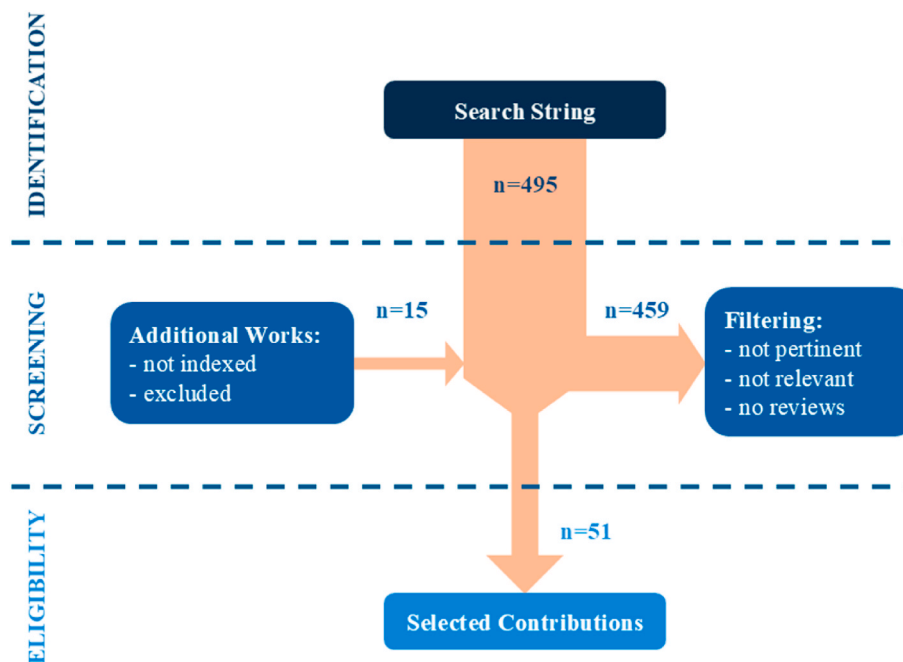 IDENTIFICATION
Search String
n=495
SCREENING
Additional Works:
- not indexed
- excluded
n=15
n=459
Filtering:
- not pertinent
- not relevant
- no reviews
ELIGIBILITY
n=51
Selected Contributions